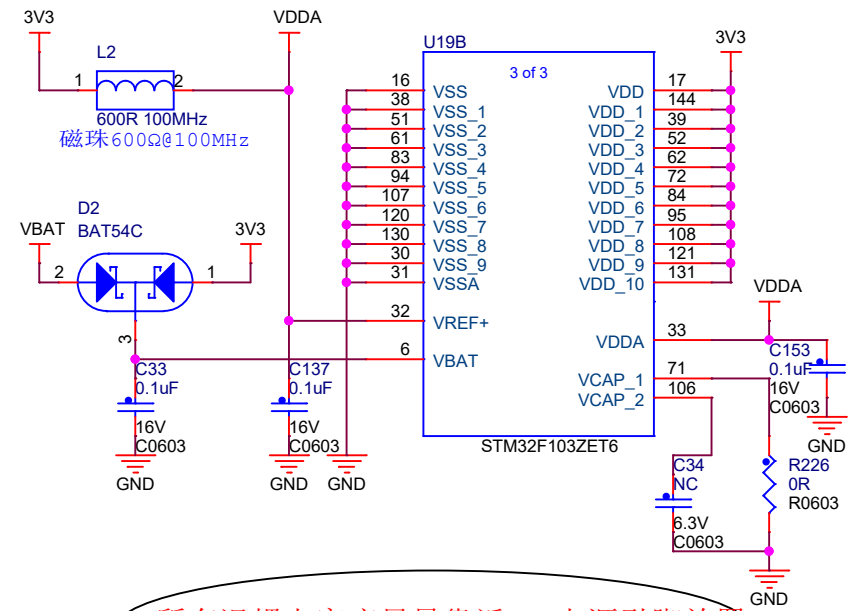 3V3
VDDA
L2
1
2
600R 100MHz
磁珠600Ω@100MHz
D2
BAT54C
VBAT
3V3
2
1
3
C33
0.1uF
16V
C0603
GND
C137
0.1uF
16V
C0603
GND
GND
U19B
3 of 3
16 VSS
38 VSS_1
51 VSS_2
61 VSS_3
83 VSS_4
94 VSS_5
107 VSS_6
120 VSS_7
130 VSS_8
30 VSS_9
31 VSSA
32 VREF+
6 VBAT
VDD 17
VDD_1 144
VDD_2 39
VDD_3 52
VDD_4 62
VDD_5 72
VDD_6 84
VDD_7 95
VDD_8 108
VDD_9 121
VDD_10 131
VDDA 33
VCAP_1 71
VCAP_2 106
STM32F103ZET6
3V3
VDDA
C153
0.1uF
16V
C0603
GND
C34
NC
6.3V
C0603
R226
0R
R0603
GND